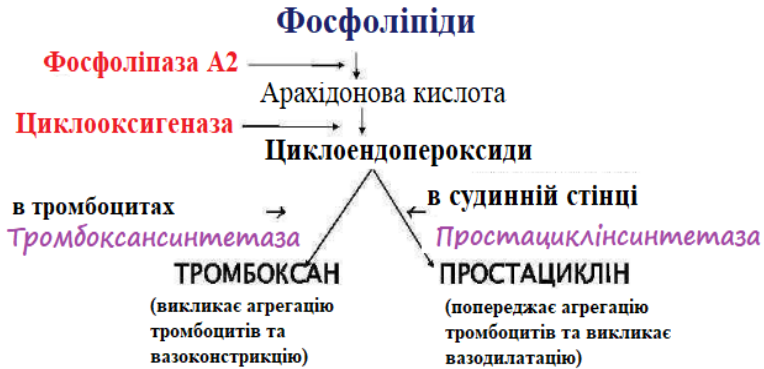 Фосфоліпіди
Фосфоліпаза А2
Арахідонова кислота
Циклооксигеназа
Циклоендопероксиди
в тромбоцитах
в судинній стінці
Тромбоксансинтетаза
Простациклінсинтетаза
ТРОМБОКСАН
ПРОСТАЦИКЛІН
(викликає агрегацію
тромбоцитів та
вазоконстрикцію)
(попереджає агрегацію
тромбоцитів та викликає
вазодилатацію)